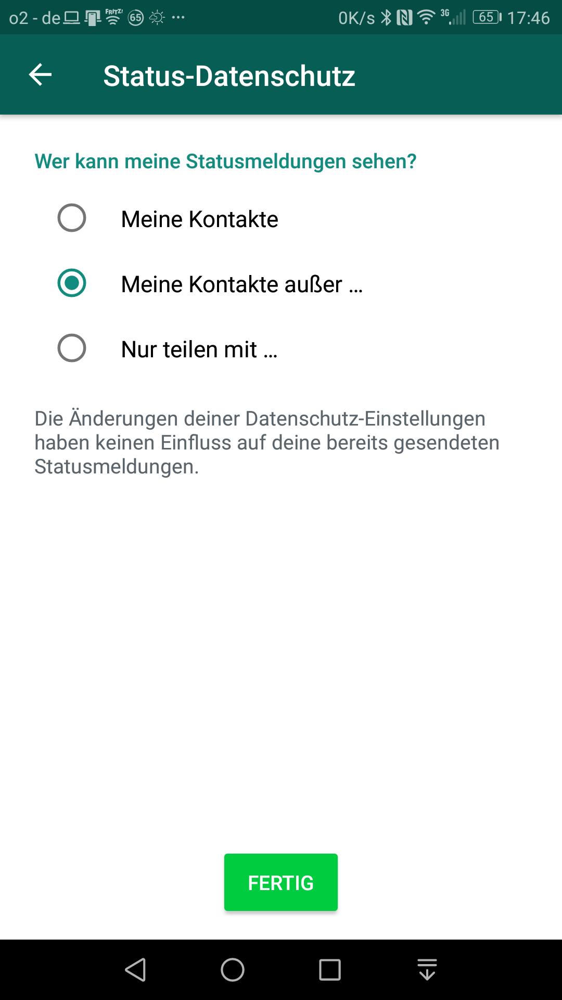 o2 - de FRITZ! 65 ... 0K/s 3G 65 17:46
Status-Datenschutz
Wer kann meine Statusmeldungen sehen?
Meine Kontakte
Meine Kontakte außer ...
Nur teilen mit ...
Die Änderungen deiner Datenschutz-Einstellungen
haben keinen Einfluss auf deine bereits gesendeten
Statusmeldungen.
FERTIG